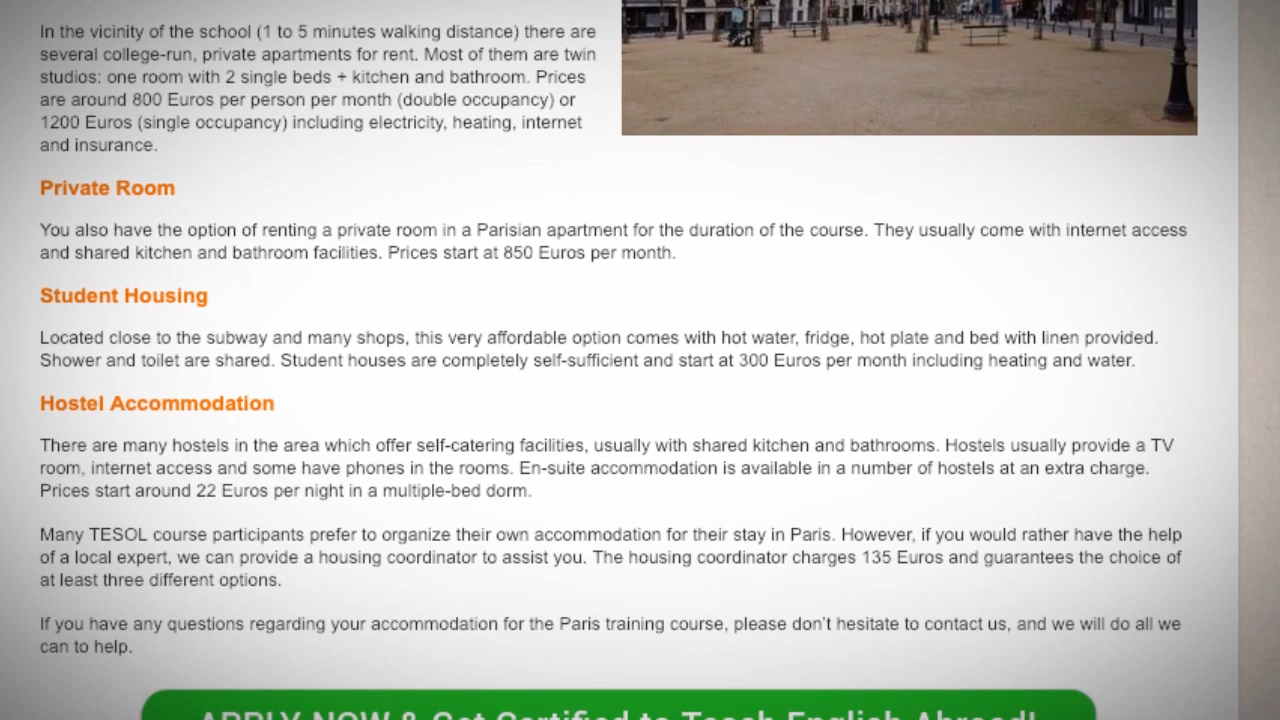 In the vicinity of the school (1 to 5 minutes walking distance) there are
several college-run, private apartments for rent. Most of them are twin
studios: one room with 2 single beds + kitchen and bathroom. Prices
are around 800 Euros per person per month (double occupancy) or
1200 Euros (single occupancy) including electricity, heating, internet
and insurance.
Private Room
You also have the option of renting a private room in a Parisian apartment for the duration of the course. They usually come with internet access
and shared kitchen and bathroom facilities. Prices start at 850 Euros per month.
Student Housing
Located close to the subway and many shops, this very affordable option comes with hot water, fridge, hot plate and bed with linen provided.
Shower and toilet are shared. Student houses are completely self-sufficient and start at 300 Euros per month including heating and water.
Hostel Accommodation
There are many hostels in the area which offer self-catering facilities, usually with shared kitchen and bathrooms. Hostels usually provide a TV
room, internet access and some have phones in the rooms. En-suite accommodation is available in a number of hostels at an extra charge.
Prices start around 22 Euros per night in a multiple-bed dorm.
Many TESOL course participants prefer to organize their own accommodation for their stay in Paris. However, if you would rather have the help
of a local expert, we can provide a housing coordinator to assist you. The housing coordinator charges 135 Euros and guarantees the choice of
at least three different options.
If you have any questions regarding your accommodation for the Paris training course, please don't hesitate to contact us, and we will do all we
can to help.
APPLY NOW & Get Certified to Teach English Abroad!